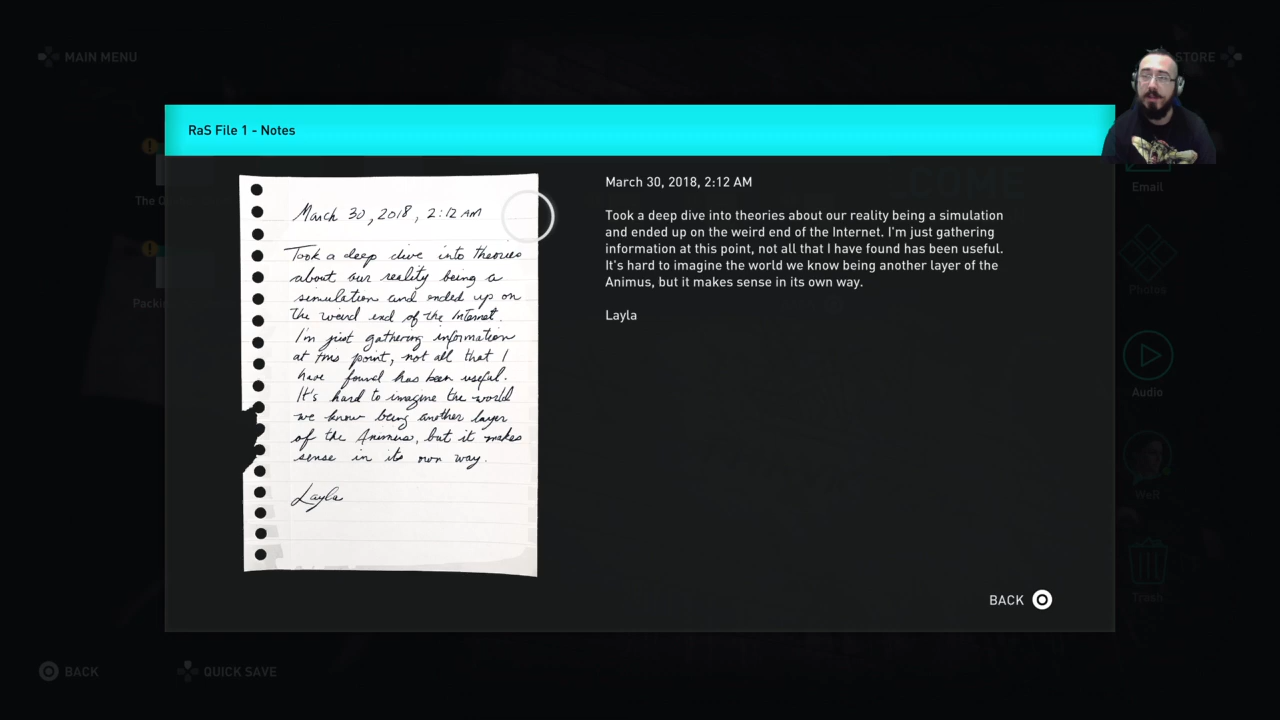 MAIN MENU
STORE
RaS File 1 - Notes
March 30, 2018, 2:12 AM
Took a deep dive into theories
about our reality being a
simulation and ended up on
the weird end of the Internet.
I'm just gathering information
at this point, not all that I
have found has been useful.
It's hard to imagine the world
we know being another layer
of the Animus, but it makes
sense in its own way.
Layla
March 30, 2018, 2:12 AM
Took a deep dive into theories about our reality being a simulation
and ended up on the weird end of the Internet. I'm just gathering
information at this point, not all that I have found has been useful.
It's hard to imagine the world we know being another layer of the
Animus, but it makes sense in its own way.
Layla
COME
The O
Packi
Email
Photos
Audio
WeR
Trash
BACK
BACK
QUICK SAVE